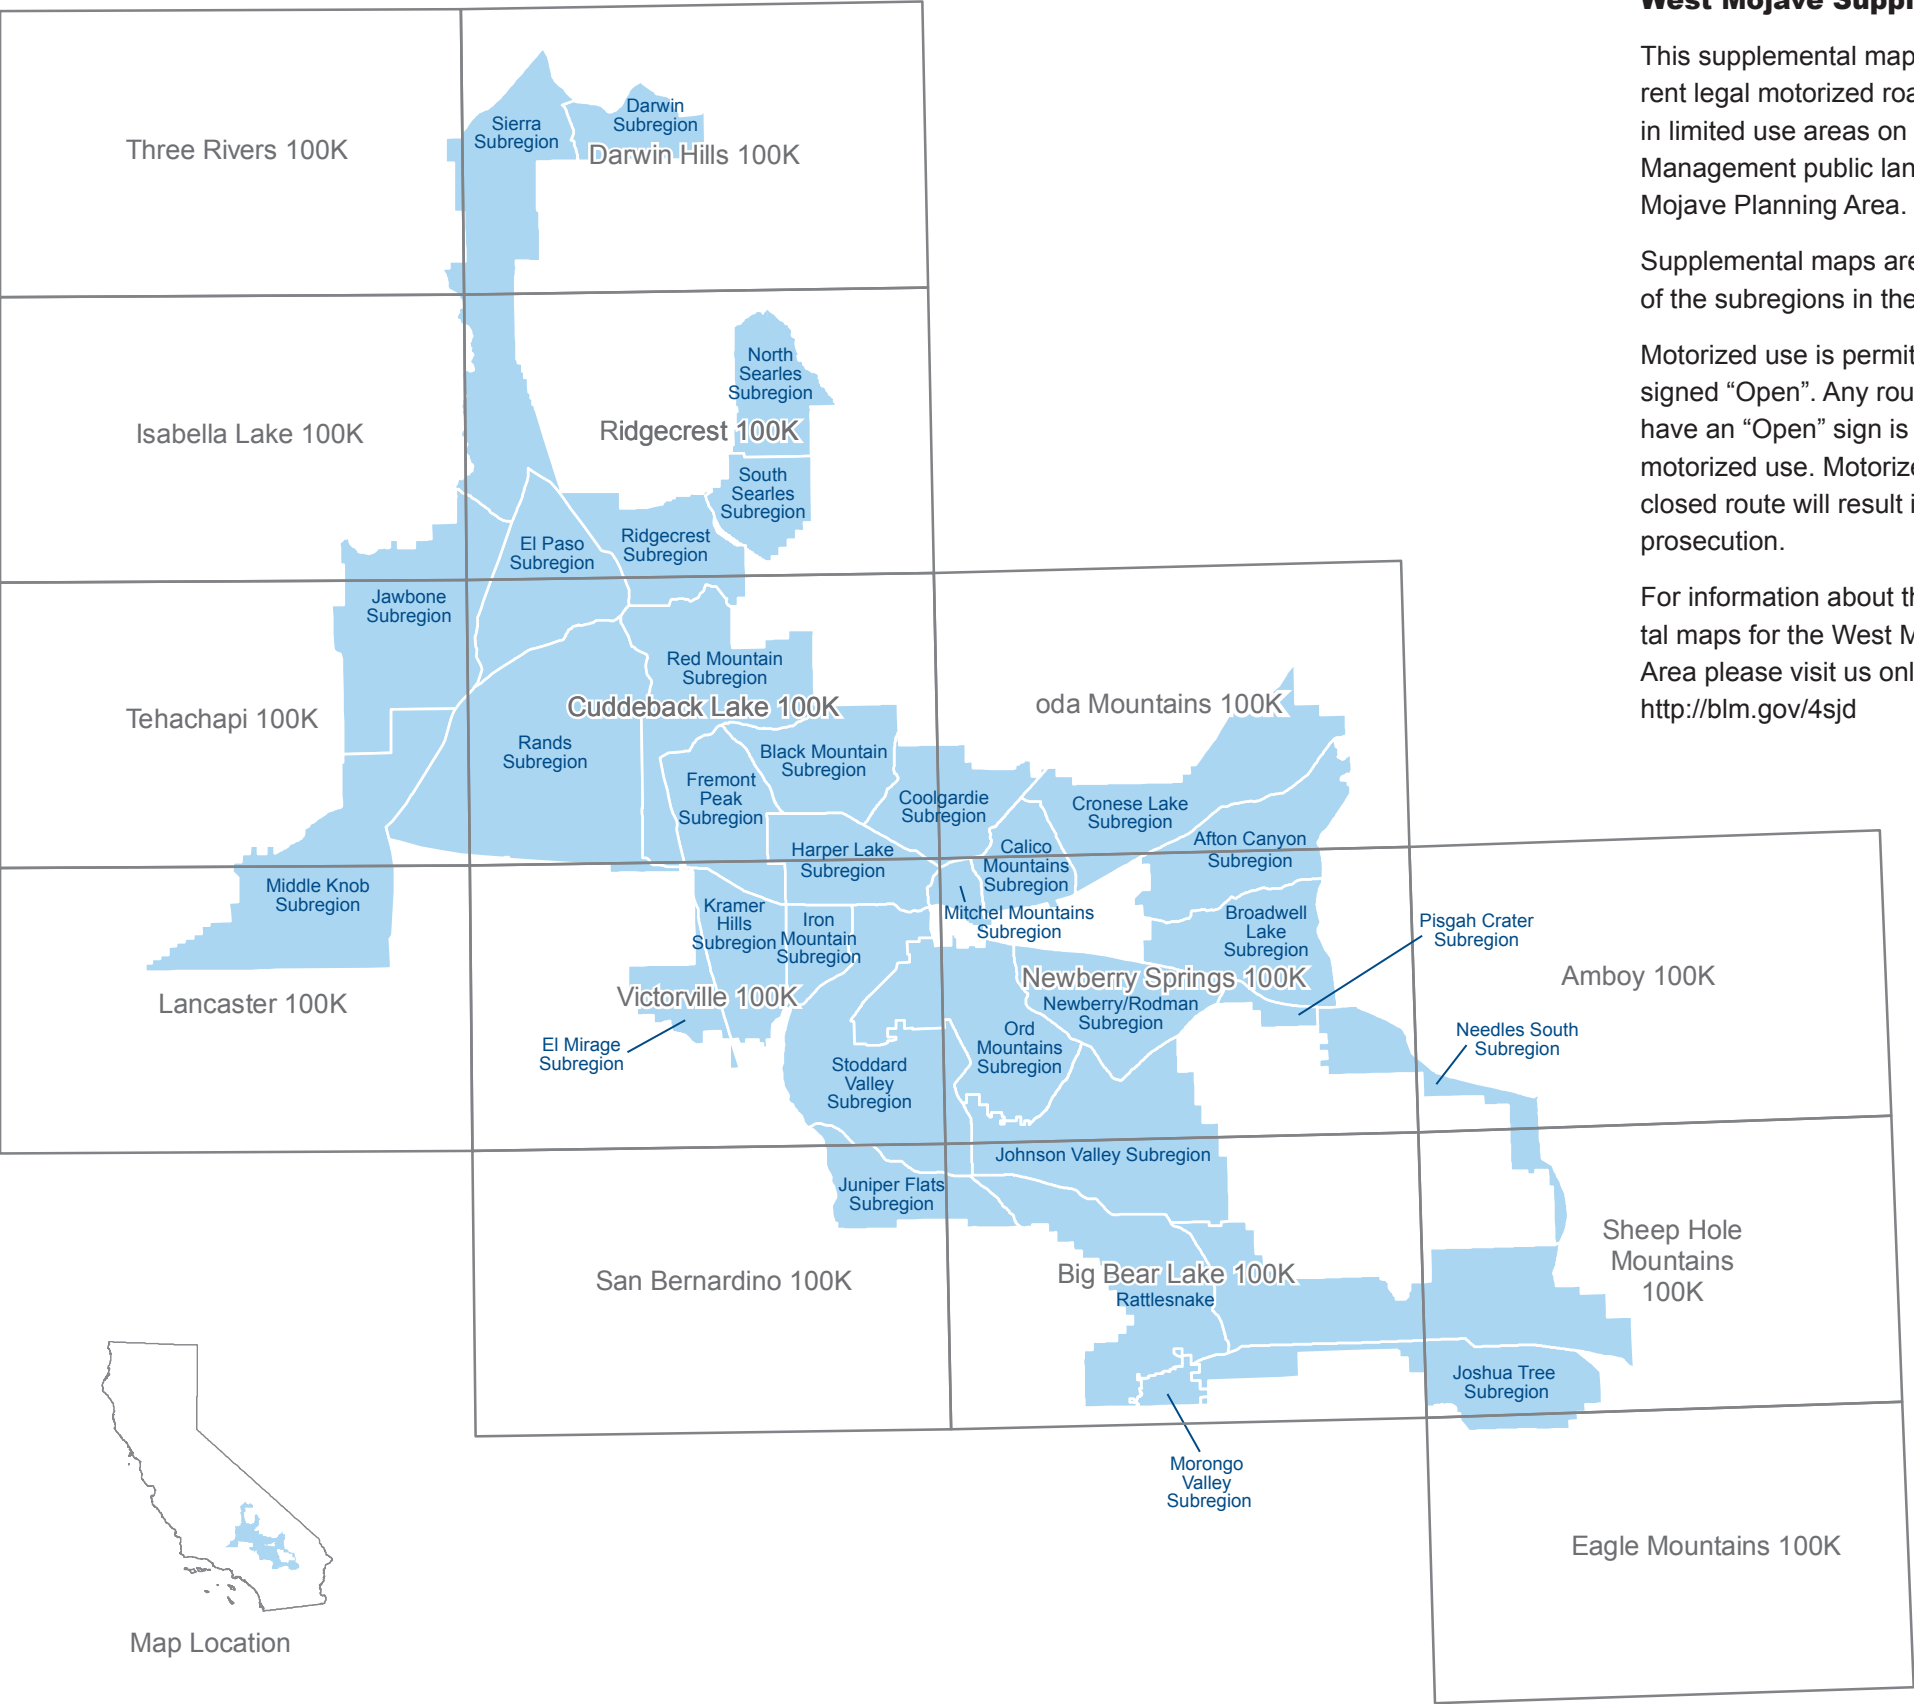 West Mojave Suppl
This supplemental map
rent legal motorized roa
in limited use areas on
Management public lan
Mojave Planning Area.
Supplemental maps are
of the subregions in the
Motorized use is permit
signed “Open”. Any rou
have an “Open” sign is
motorized use. Motorize
closed route will result i
prosecution.
For information about th
tal maps for the West M
Area please visit us onl
http://blm.gov/4sjd
Three Rivers 100K
Sierra
Subregion
Darwin
Subregion
Darwin Hills 100K
Isabella Lake 100K
North
Searles
Subregion
Ridgecrest 100K
South
Searles
Subregion
El Paso
Subregion
Ridgecrest
Subregion
Jawbone
Subregion
Red Mountain
Subregion
Tehachapi 100K
Cuddeback Lake 100K
oda Mountains 100K
Rands
Subregion
Black Mountain
Subregion
Fremont
Peak
Subregion
Coolgardie
Subregion
Cronese Lake
Subregion
Afton Canyon
Subregion
Harper Lake
Subregion
Calico
Mountains
Subregion
Middle Knob
Subregion
Kramer
Hills
Subregion
Iron
Mountain
Subregion
Mitchel Mountains
Subregion
Broadwell
Lake
Subregion
Pisgah Crater
Subregion
Lancaster 100K
Victorville 100K
Newberry Springs 100K
Amboy 100K
Newberry/Rodman
Subregion
El Mirage
Subregion
Ord
Mountains
Subregion
Needles South
Subregion
Stoddard
Valley
Subregion
Johnson Valley Subregion
Juniper Flats
Subregion
San Bernardino 100K
Big Bear Lake 100K
Rattlesnake
Sheep Hole
Mountains
100K
Joshua Tree
Subregion
Morongo
Valley
Subregion
Eagle Mountains 100K
Map Location